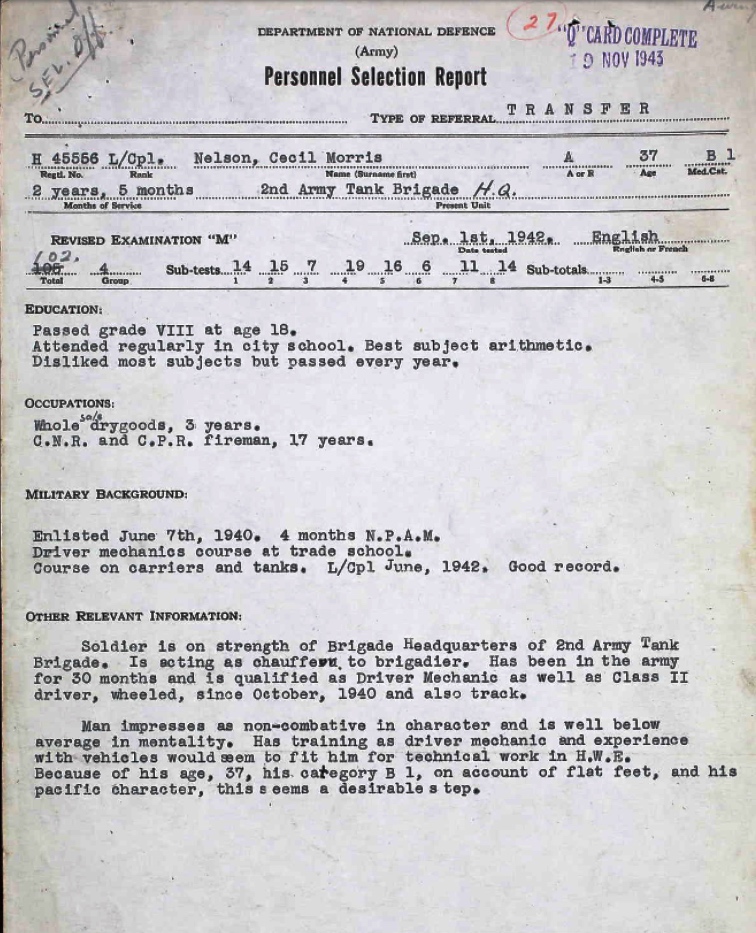 Personnel
SEL. Off.
DEPARTMENT OF NATIONAL DEFENCE
(Army)
Personnel Selection Report
27
"Q" CARD COMPLETE
19 NOV 1943
To
TYPE OF REFERRAL TRANSFER
H 45556 L/Cpl. Nelson, Cecil Morris A 37 B 1
Regtl. No. Rank Name (Surname first) A or R Age Med.Cat.
2 years, 5 months 2nd Army Tank Brigade H.Q.
Months of Service Present Unit
REVISED EXAMINATION "M" Sep. 1st, 1942. English
Date tested English or French
102.
4 Sub-tests 14 15 7 19 16 6 11 14 Sub-totals
Total Group 1 2 3 4 5 6 7 8 1-3 4-5 6-8
EDUCATION:
Passed grade VIII at age 18.
Attended regularly in city school. Best subject arithmetic.
Disliked most subjects but passed every year.
OCCUPATIONS:
Whole sale drygoods, 3 years.
C.N.R. and C.P.R. fireman, 17 years.
MILITARY BACKGROUND:
Enlisted June 7th, 1940. 4 months N.P.A.M.
Driver mechanics course at trade school.
Course on carriers and tanks. L/Cpl June, 1942. Good record.
OTHER RELEVANT INFORMATION:
Soldier is on strength of Brigade Headquarters of 2nd Army Tank
Brigade. Is acting as chauffeur to brigadier. Has been in the army
for 30 months and is qualified as Driver Mechanic as well as Class II
driver, wheeled, since October, 1940 and also track.
Man impresses as non-combative in character and is well below
average in mentality. Has training as driver mechanic and experience
with vehicles would seem to fit him for technical work in H.W.E.
Because of his age, 37, his category B 1, on account of flat feet, and his
pacific character, this s eems a desirable s tep.